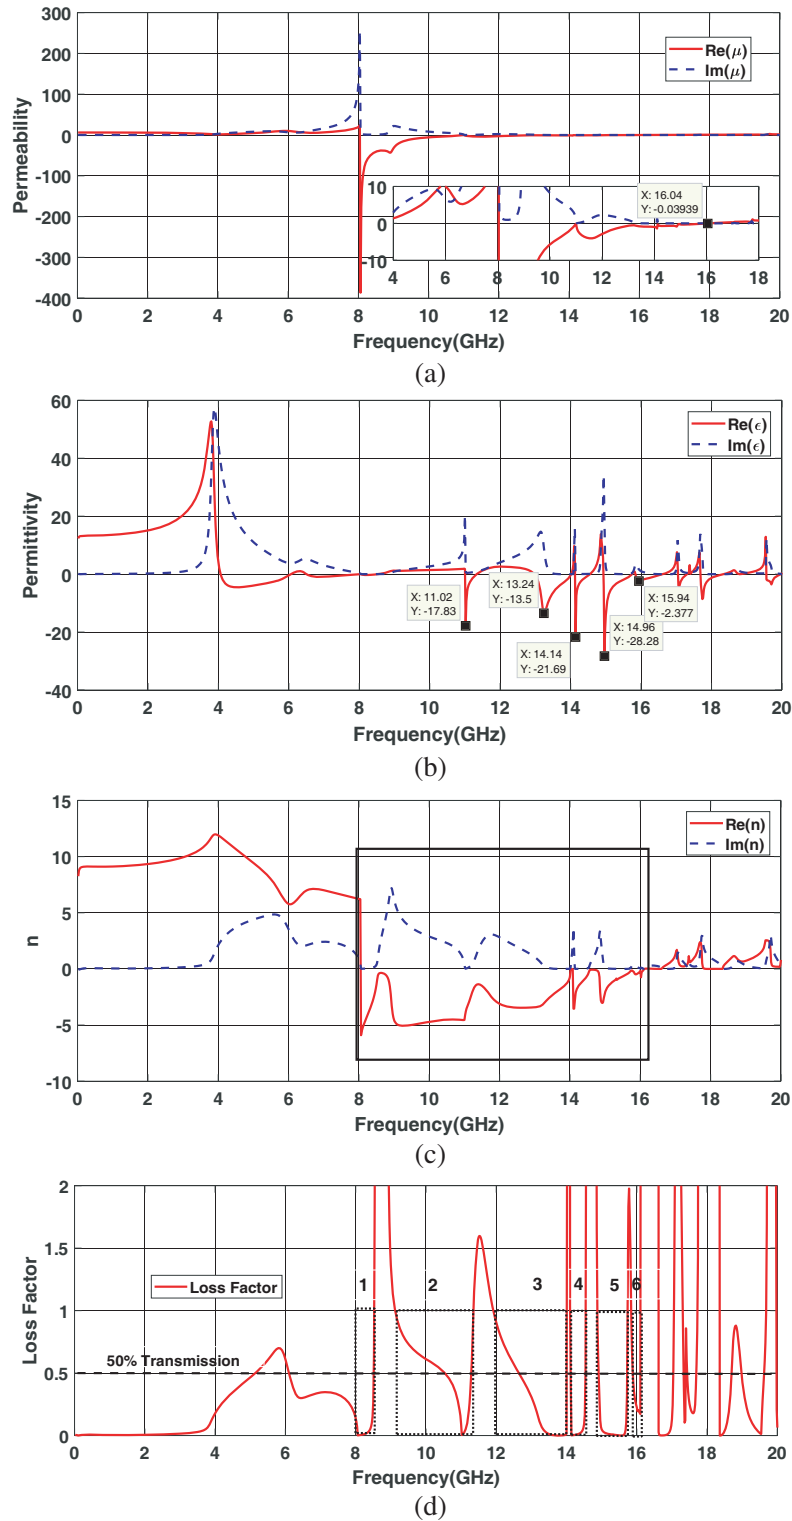 300
200
100
0
-100
-200
-300
-400
Permeability
Re(μ)
Im(μ)
X: 16.04
Y: -0.03939
10
0
-10
4 6 8 10 12 14 16 18
0 2 4 6 8 10 12 14 16 18 20
Frequency(GHz)
(a)
60
40
20
0
-20
-40
Permittivity
Re(ϵ)
Im(ϵ)
X: 11.02
Y: -17.83
X: 13.24
Y: -13.5
X: 14.14
Y: -21.69
X: 14.96
Y: -28.28
X: 15.94
Y: -2.377
0 2 4 6 8 10 12 14 16 18 20
Frequency(GHz)
(b)
15
10
5
0
-5
-10
n
Re(n)
Im(n)
0 2 4 6 8 10 12 14 16 18 20
Frequency(GHz)
(c)
2
1.5
1
0.5
0
Loss Factor
Loss Factor
1 2 3 4 5 6
50% Transmission
0 2 4 6 8 10 12 14 16 18 20
Frequency(GHz)
(d)